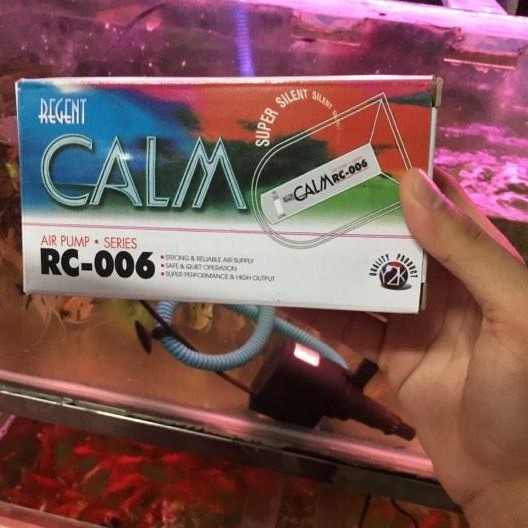 REGENT
CALM
SUPER SILENT SILENT
CALM RC-006
AIR PUMP • SERIES
RC-006
• STRONG & RELIABLE AIR SUPPLY
• SAFE & QUIET OPERATION
• SUPER PERFORMANCE & HIGH OUTPUT
QUALITY PRODUCT